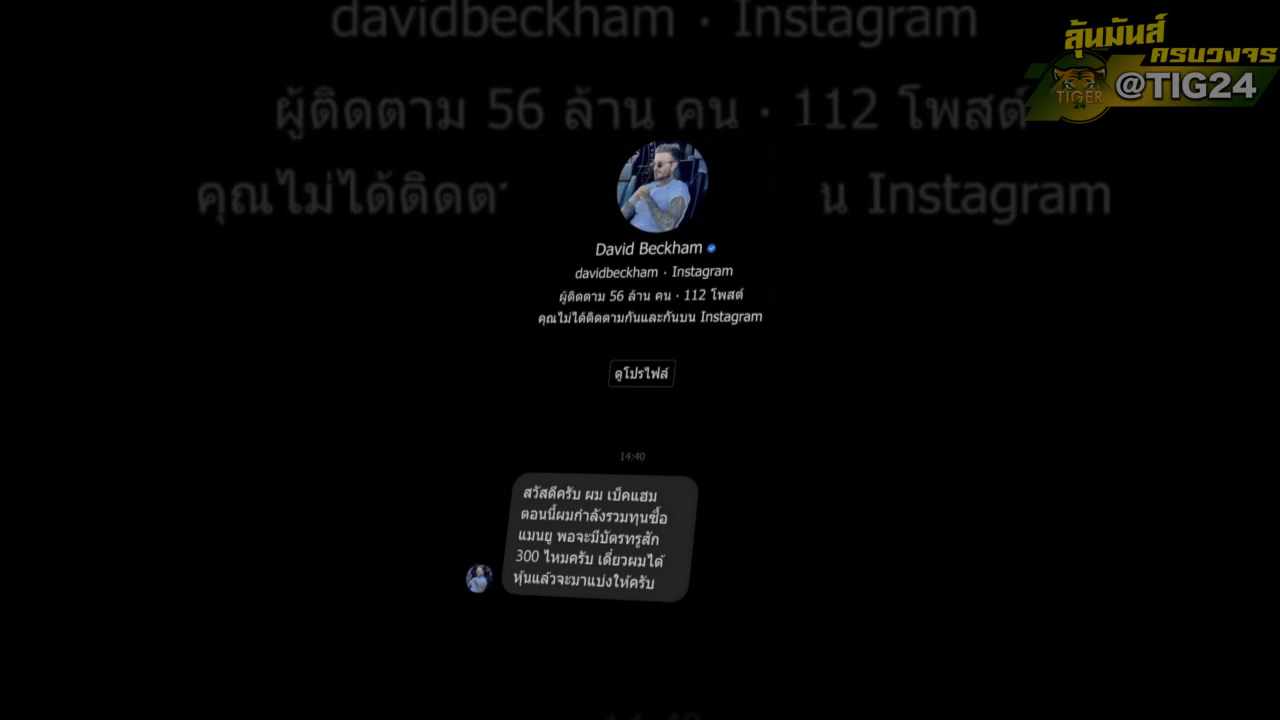 davidbeckham · Instagram
ลุ้นมันส์
ครบวงจร
TIGER
24
@TIG24
ผู้ติดตาม 56 ล้าน คน · 112 โพสต์
คุณไม่ได้ติดต
น Instagram
David Beckham
davidbeckham · Instagram
ผู้ติดตาม 56 ล้าน คน · 112 โพสต์
คุณไม่ได้ติดตามกันและกันบน Instagram
ดูโปรไฟล์
14:40
สวัสดีครับ ผม เบ็คแฮม
ตอนนี้ผมกำลังรวมทุนซื้อ
แมนยู พอจะมีบัตรทรูสัก
300 ไหมครับ เดี๋ยวผมได้
หุ้นแล้วจะมาแบ่งให้ครับ